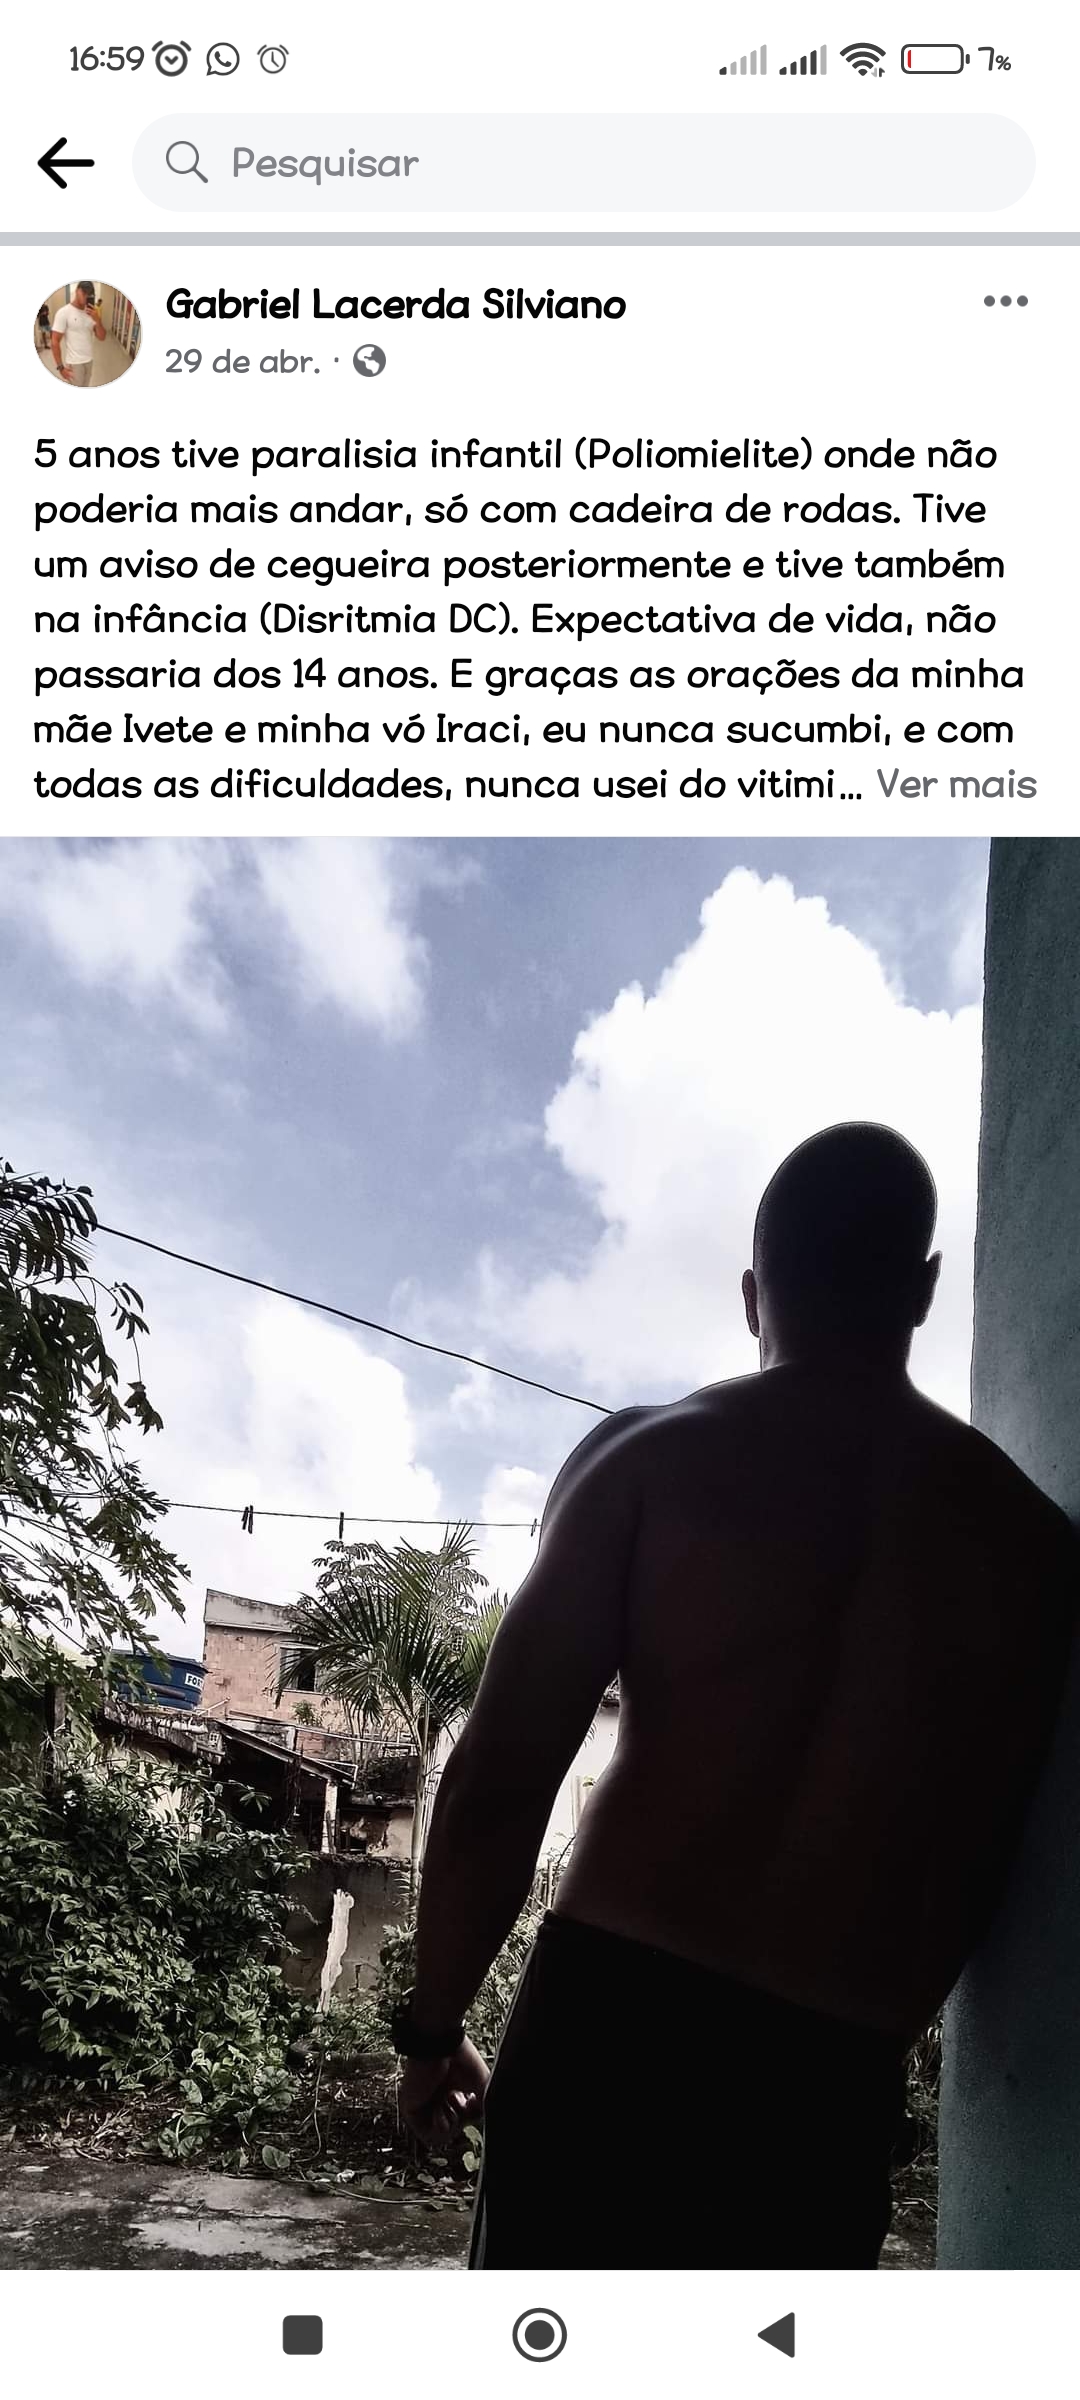 16:59
7%
Pesquisar
Gabriel Lacerda Silviano
29 de abr. ·
5 anos tive paralisia infantil (Poliomielite) onde não
poderia mais andar, só com cadeira de rodas. Tive
um aviso de cegueira posteriormente e tive também
na infância (Disritmia DC). Expectativa de vida, não
passaria dos 14 anos. E graças as orações da minha
mãe Ivete e minha vó Iraci, eu nunca sucumbi, e com
todas as dificuldades, nunca usei do vitimi... Ver mais